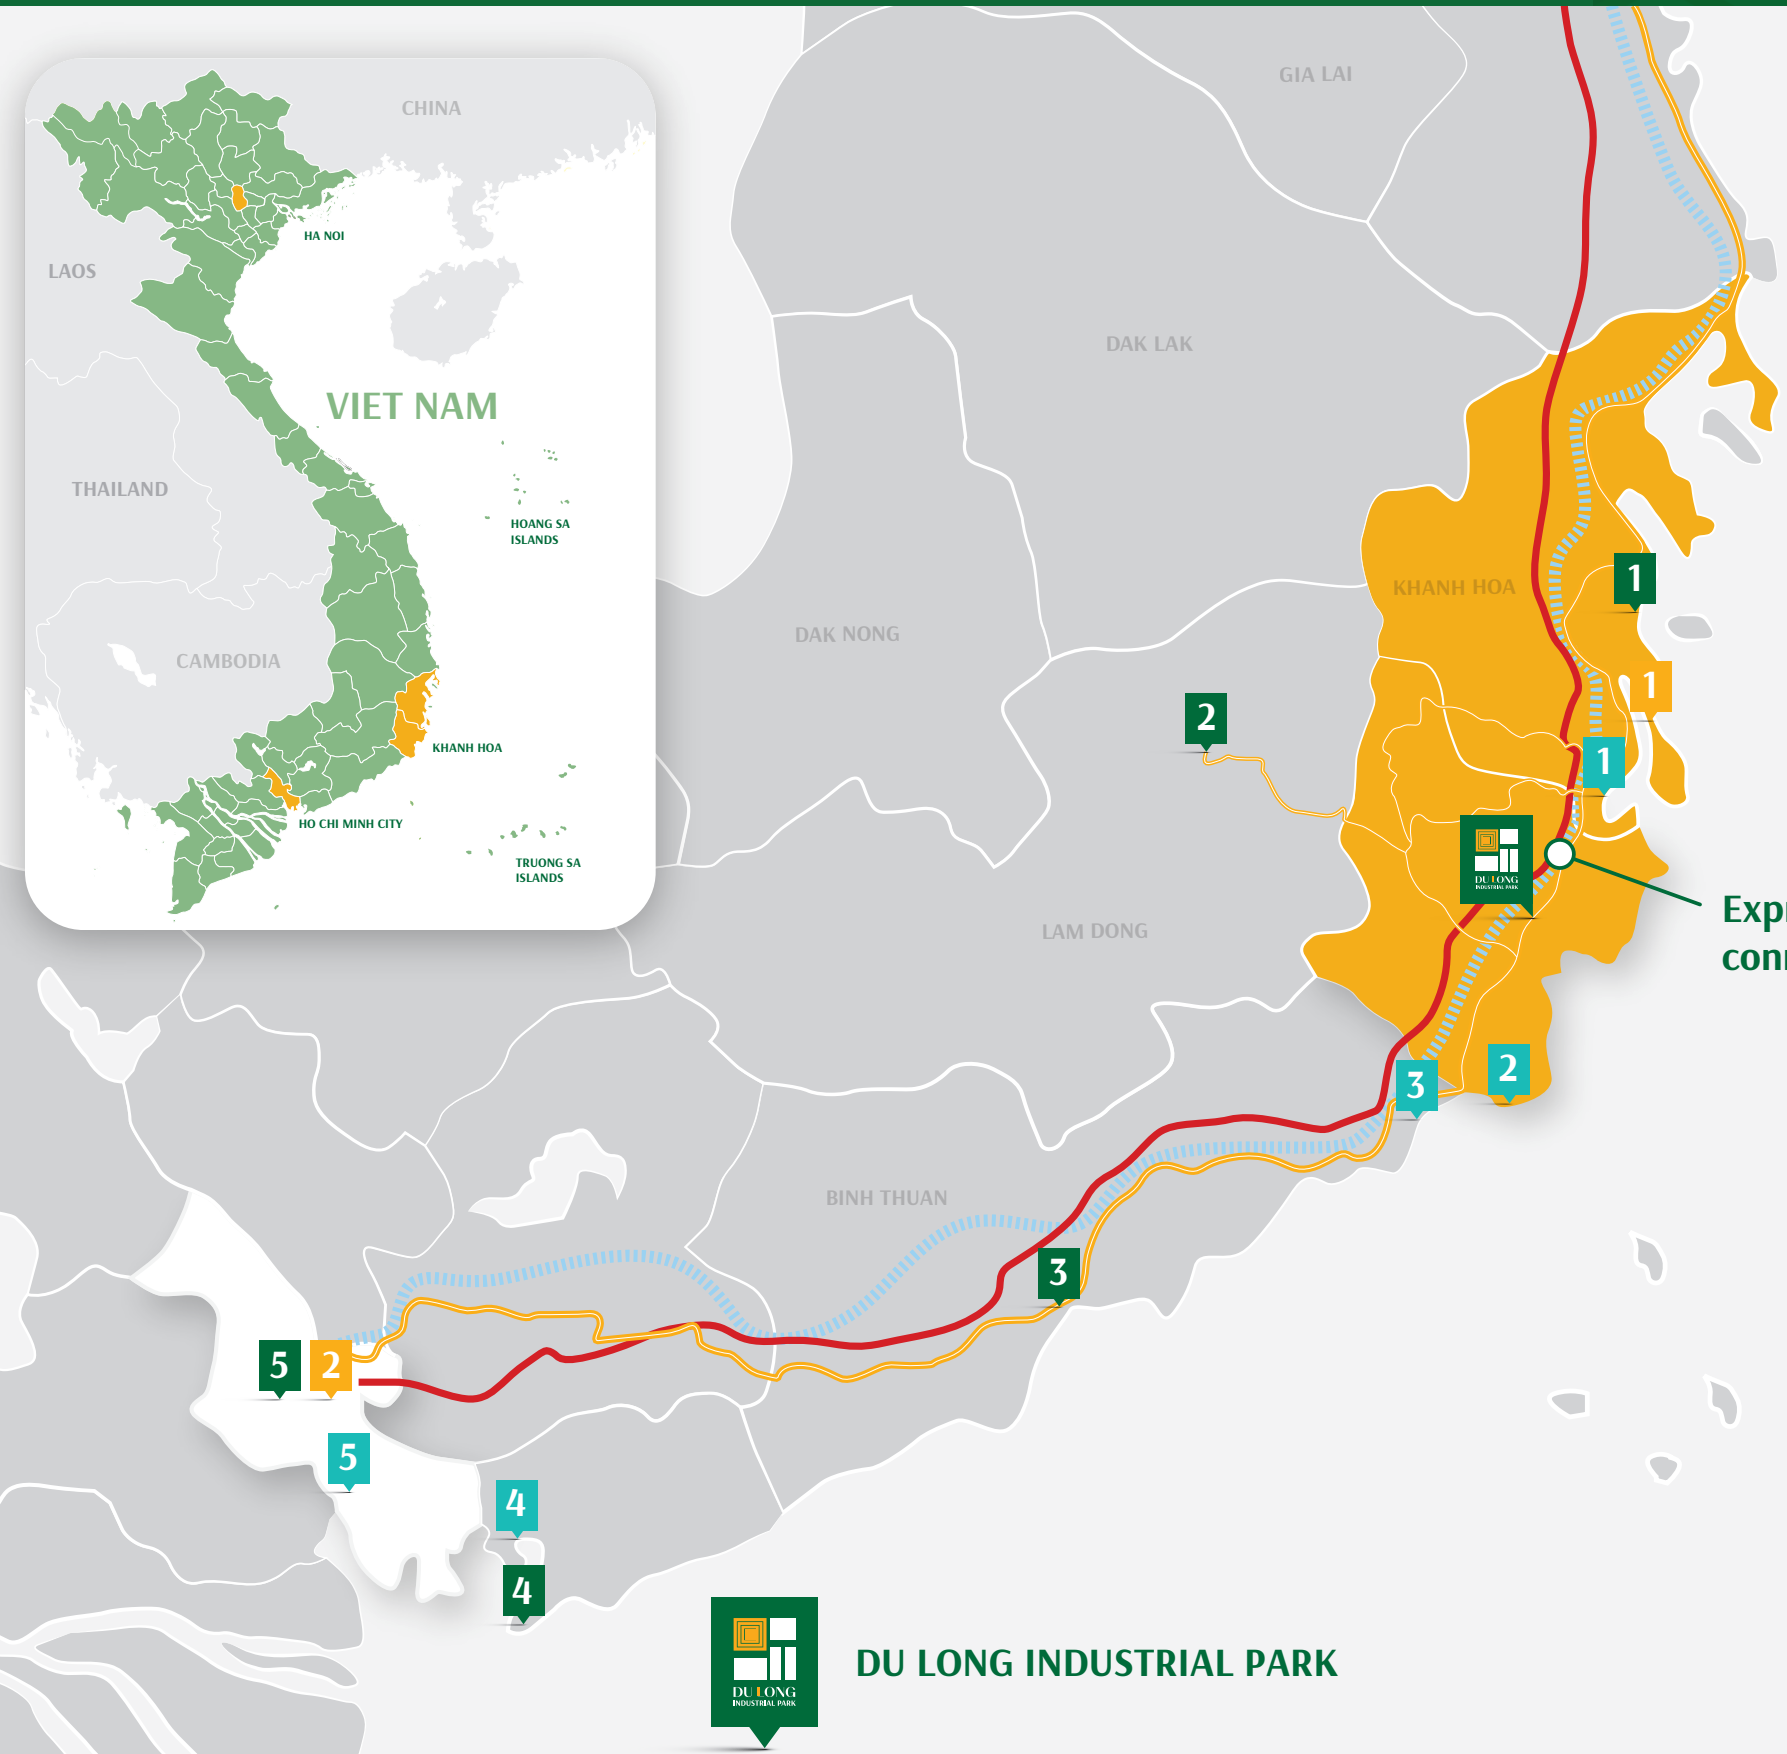 CHINA
HA NOI
LAOS
VIET NAM
THAILAND
HOANG SA
ISLANDS
CAMBODIA
KHANH HOA
HO CHI MINH CITY
TRUONG SA
ISLANDS
GIA LAI
DAK LAK
KHANH HOA
1
DAK NONG
1
2
1
DU LONG
INDUSTRIAL PARK
LAM DONG
2
3
BINH THUAN
3
5
2
5
4
4
DU LONG
INDUSTRIAL PARK
DU LONG INDUSTRIAL PARK